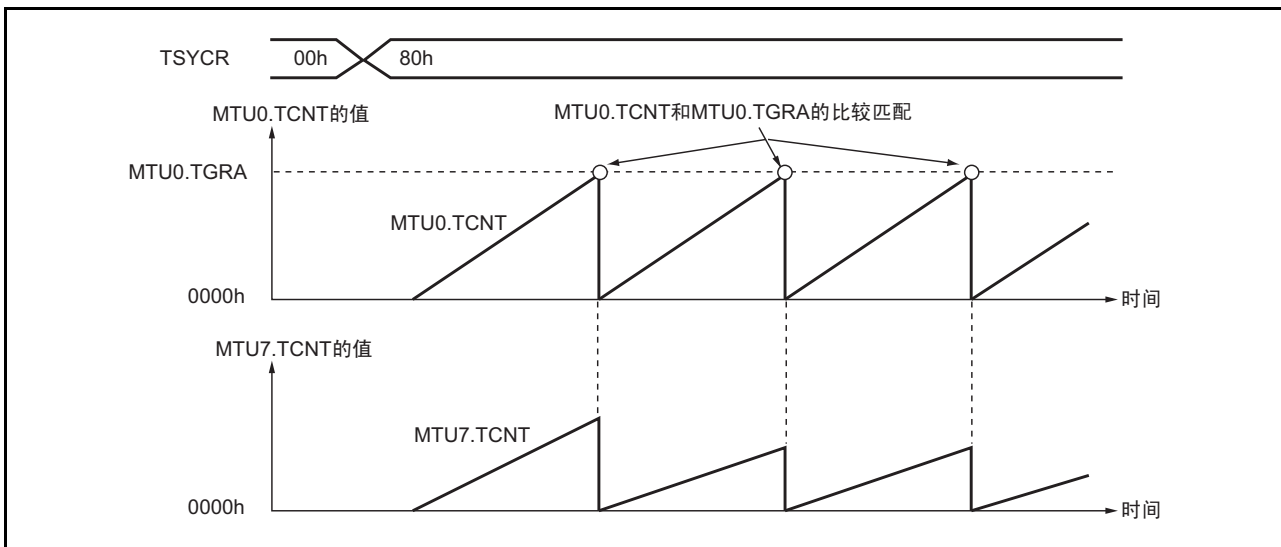 TSYCR 00h 80h
MTU0.TCNT的值 MTU0.TCNT和MTU0.TGRA的比较匹配
MTU0.TGRA
MTU0.TCNT
0000h 时间
MTU7.TCNT的值
MTU7.TCNT
0000h 时间